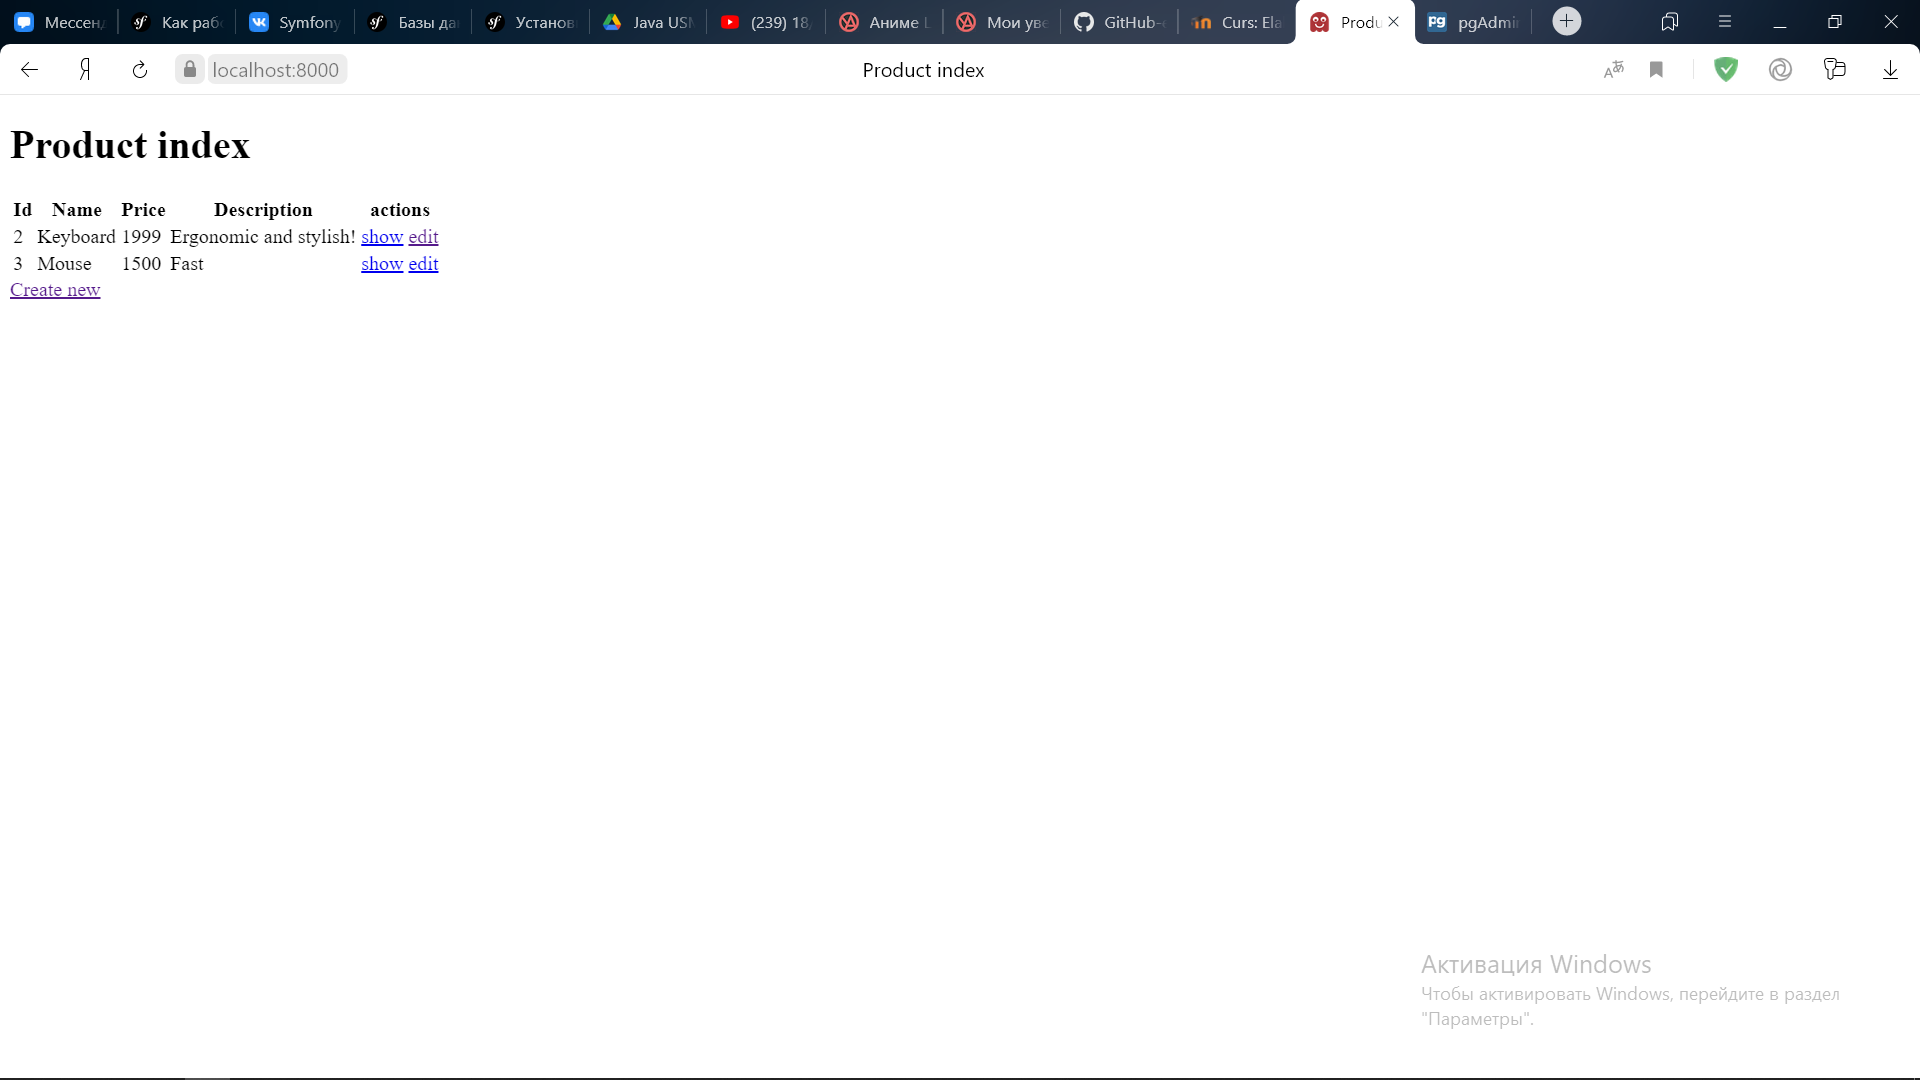 Мессен Как раб Symfony Базы да Установ Java USM (239) 18 Аниме Мои уве GitHub- Curs: Ela Produ pgAdmi
localhost:8000 Product index
Product index
Id Name Price Description actions
2 Keyboard 1999 Ergonomic and stylish! show edit
3 Mouse 1500 Fast show edit
Create new
Активация Windows
Чтобы активировать Windows, перейдите в раздел
"Параметры".